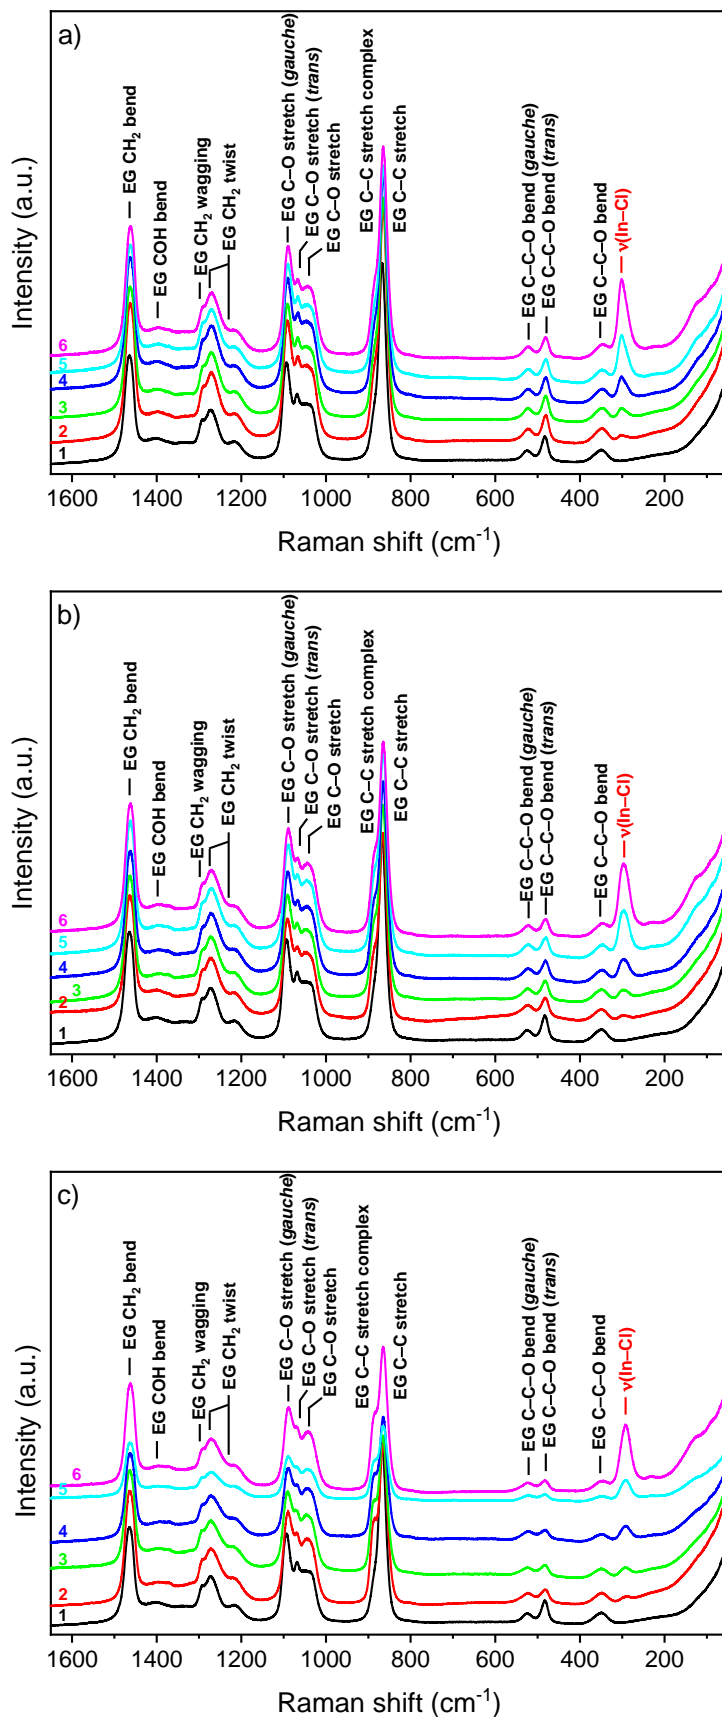 a)
Intensity (a.u.)
EG CH2 bend
EG COH bend
EG CH2 wagging
EG CH2 twist
EG C–O stretch (gauche)
EG C–O stretch (trans)
EG C–O stretch
EG C–C stretch complex
EG C–C stretch
EG C–C–O bend (gauche)
EG C–C–O bend (trans)
EG C–C–O bend
ν(In–Cl)
6
5
4
3
2
1
1600 1400 1200 1000 800 600 400 200
Raman shift (cm-1)
b)
Intensity (a.u.)
EG CH2 bend
EG COH bend
EG CH2 wagging
EG CH2 twist
EG C–O stretch (gauche)
EG C–O stretch (trans)
EG C–O stretch
EG C–C stretch complex
EG C–C stretch
EG C–C–O bend (gauche)
EG C–C–O bend (trans)
EG C–C–O bend
ν(In–Cl)
6
5
4
3
2
1
1600 1400 1200 1000 800 600 400 200
Raman shift (cm-1)
c)
Intensity (a.u.)
EG CH2 bend
EG COH bend
EG CH2 wagging
EG CH2 twist
EG C–O stretch (gauche)
EG C–O stretch (trans)
EG C–O stretch
EG C–C stretch complex
EG C–C stretch
EG C–C–O bend (gauche)
EG C–C–O bend (trans)
EG C–C–O bend
ν(In–Cl)
6
5
4
3
2
1
1600 1400 1200 1000 800 600 400 200
Raman shift (cm-1)